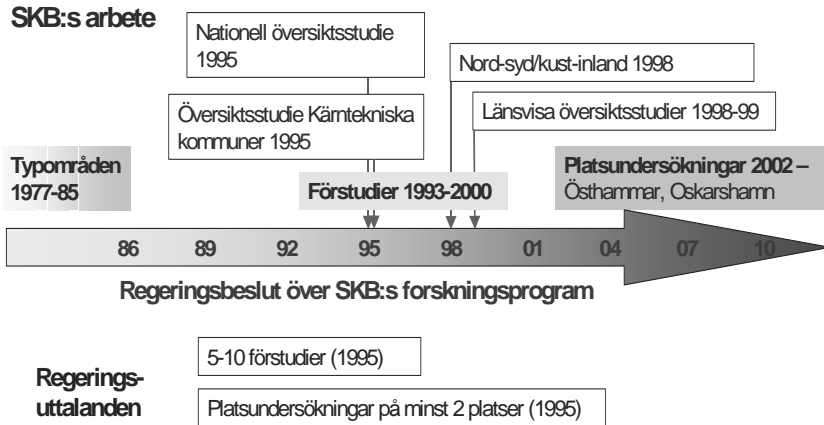 SKB:s arbete
Nationell översiktsstudie
1995
Nord-syd/kust-inland 1998
Översiktsstudie Kärntekniska
kommuner 1995
Länsvisa översiktsstudier 1998-99
Typområden
1977-85
Förstudier 1993-2000
Platsundersökningar 2002 –
Östhammar, Oskarshamn
86 89 92 95 98 01 04 07 10
Regeringsbeslut över SKB:s forskningsprogram
5-10 förstudier (1995)
Regerings-
uttalanden
Platsundersökningar på minst 2 platser (1995)